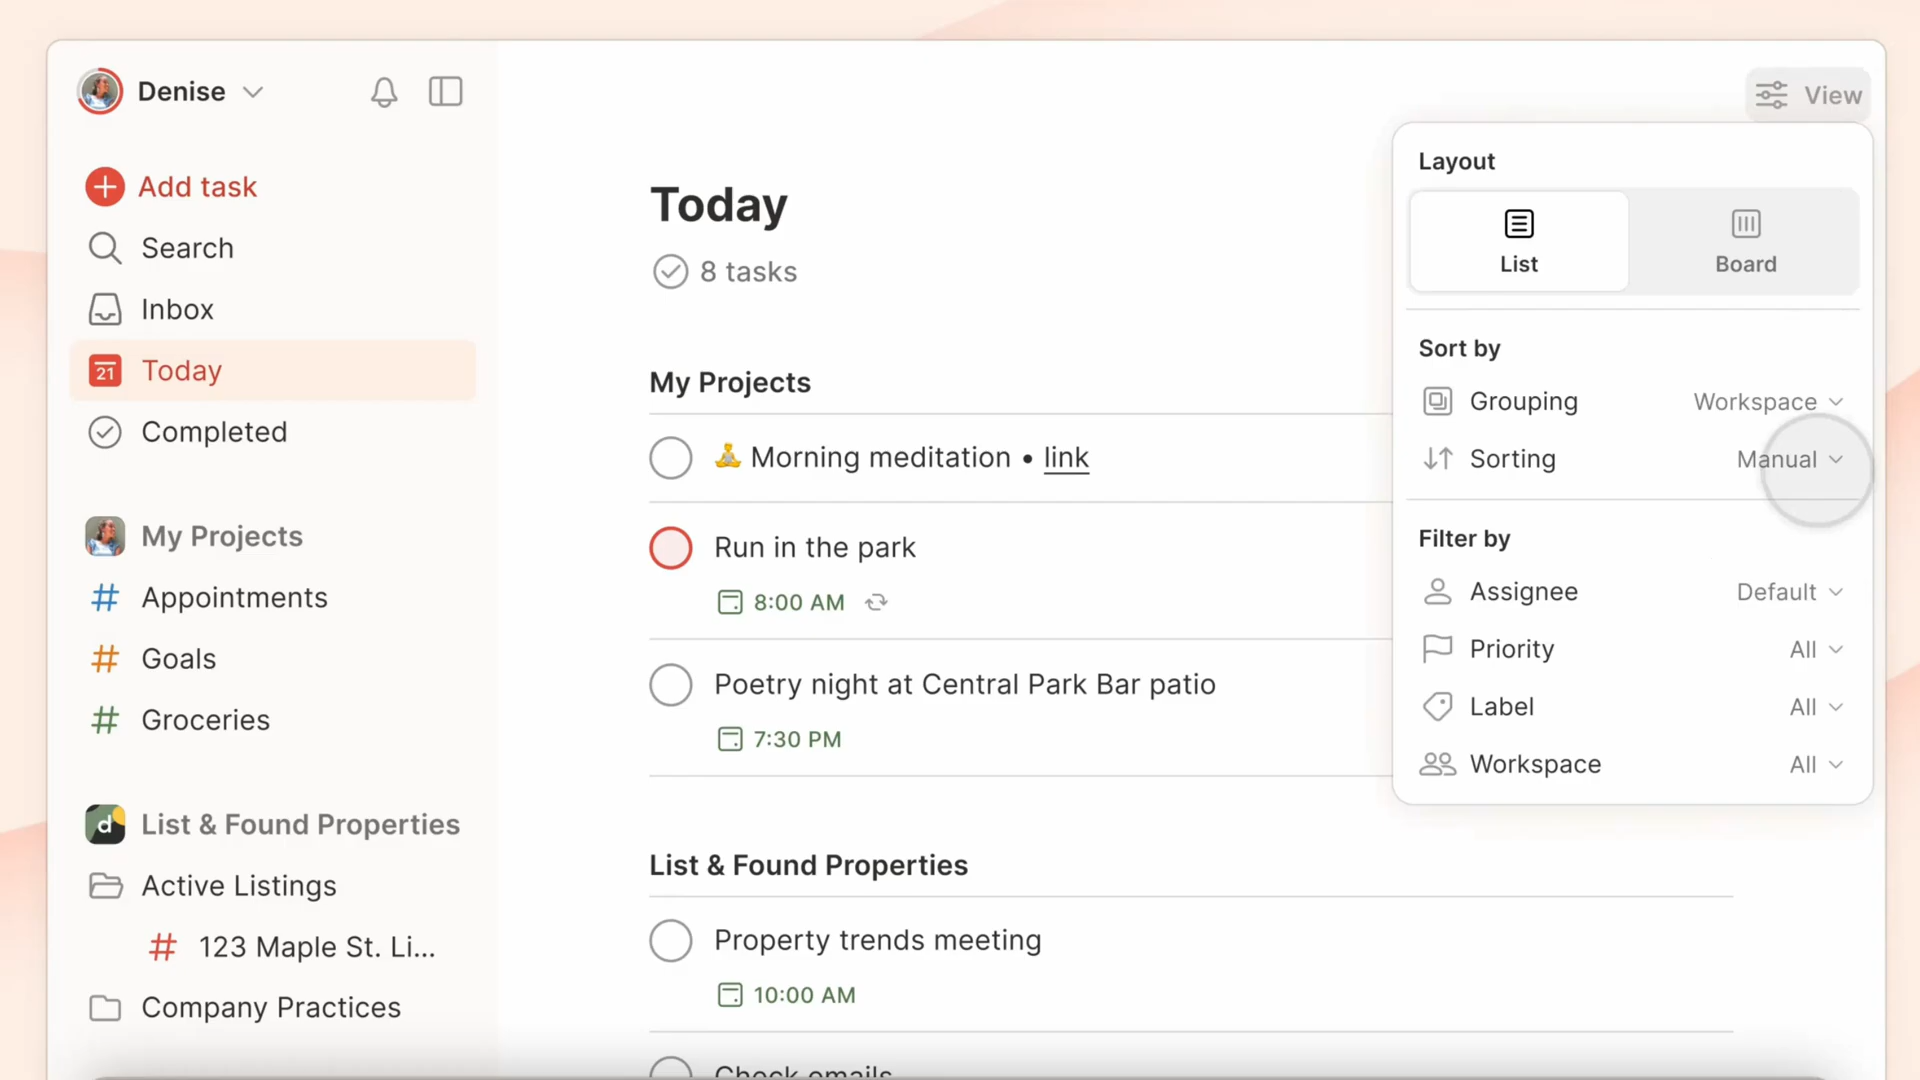 Denise
Add task
Search
Inbox
21
Today
Completed
My Projects
# Appointments
# Goals
# Groceries
d
List & Found Properties
Active Listings
# 123 Maple St. Li...
Company Practices
Today
8 tasks
My Projects
🧘 Morning meditation • link
Run in the park
8:00 AM
Poetry night at Central Park Bar patio
7:30 PM
List & Found Properties
Property trends meeting
10:00 AM
Check emails
View
Layout
List
Board
Sort by
Grouping Workspace
Sorting Manual
Filter by
Assignee Default
Priority All
Label All
Workspace All